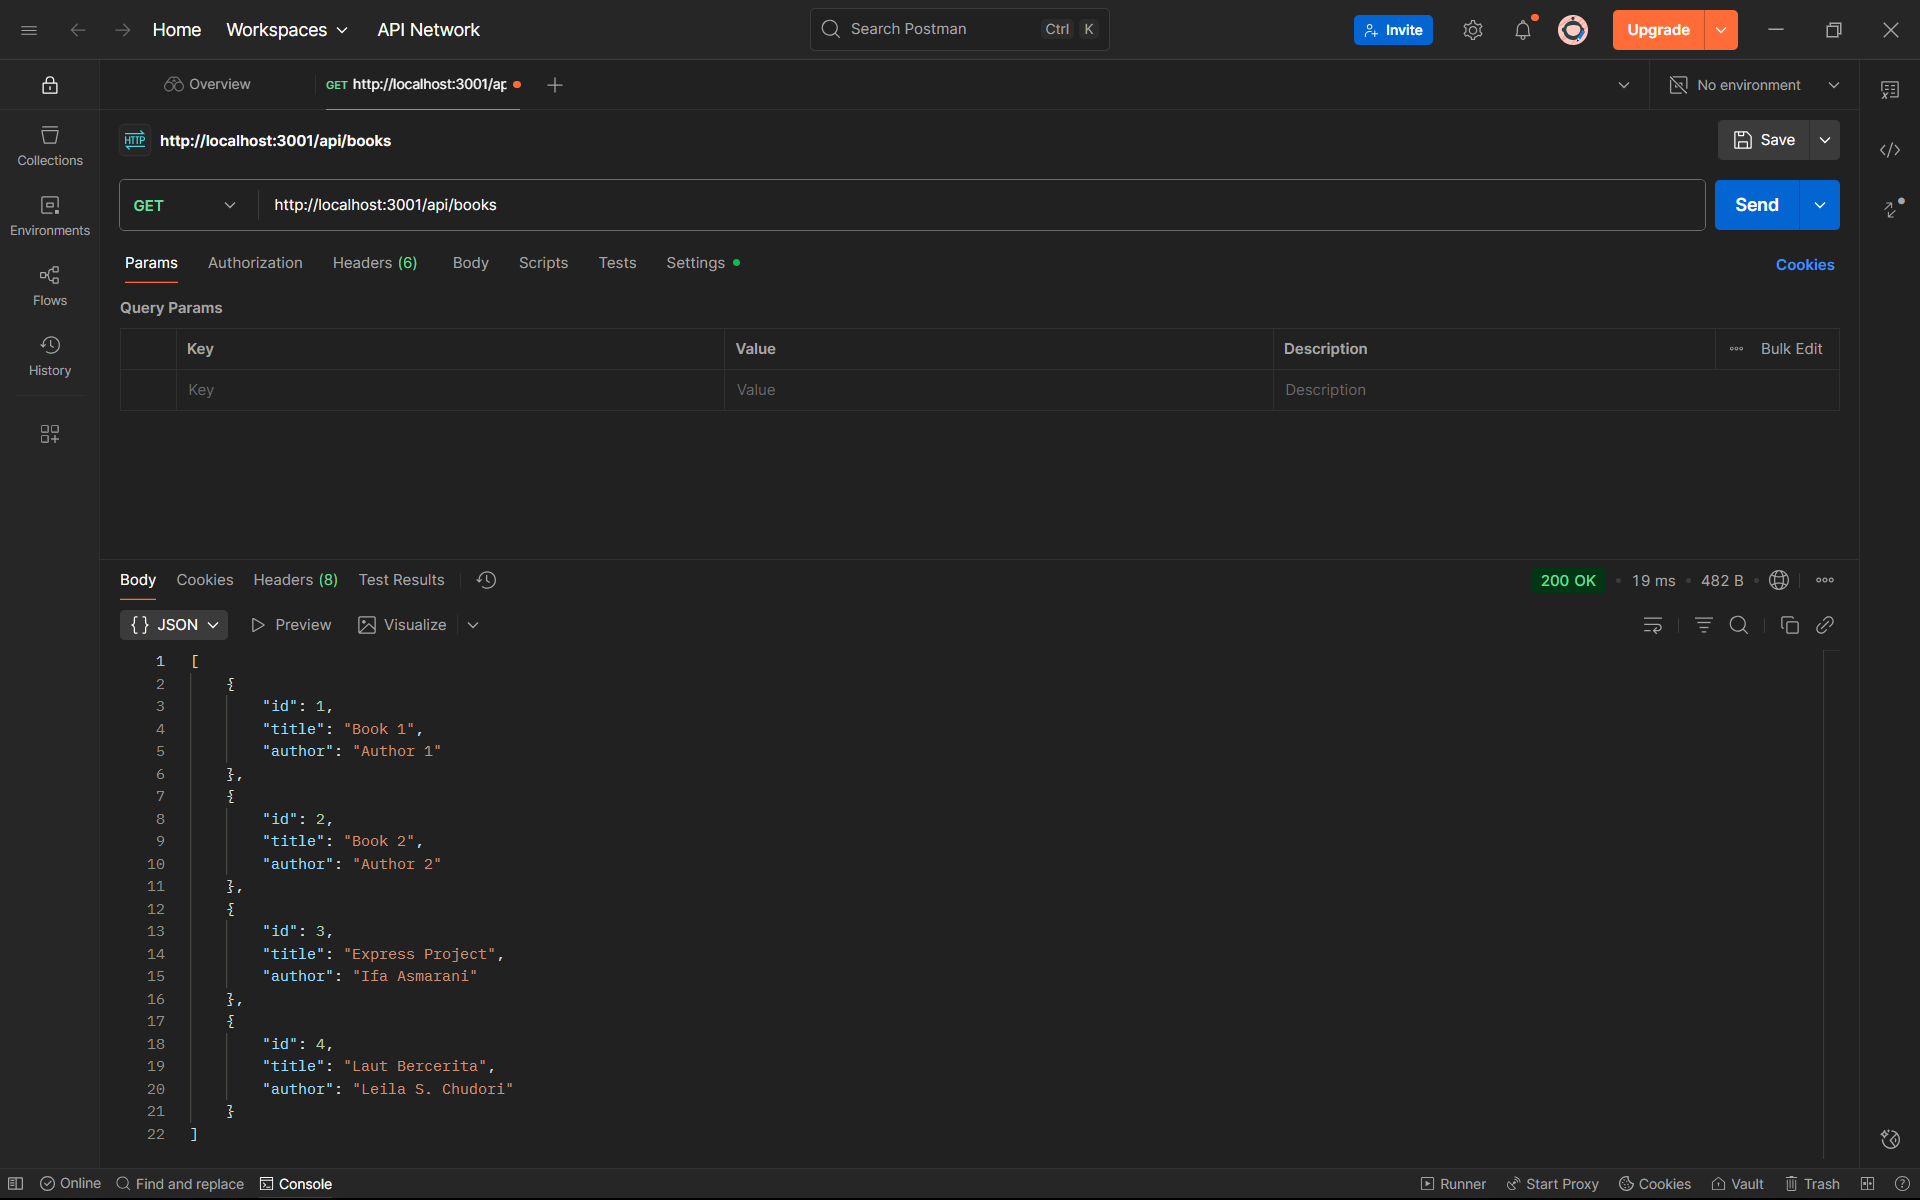 Home Workspaces API Network Search Postman Ctrl K Invite Upgrade
Overview GET http://localhost:3001/ap No environment
HTTP http://localhost:3001/api/books Save
GET http://localhost:3001/api/books Send
Collections
Environments
Flows
History
Params Authorization Headers (6) Body Scripts Tests Settings Cookies
Query Params
Key Value Description Bulk Edit
Key Value Description
Body Cookies Headers (8) Test Results 200 OK 19 ms 482 B
{} JSON Preview Visualize
1 [
2 {
3 "id": 1,
4 "title": "Book 1",
5 "author": "Author 1"
6 },
7 {
8 "id": 2,
9 "title": "Book 2",
10 "author": "Author 2"
11 },
12 {
13 "id": 3,
14 "title": "Express Project",
15 "author": "Ifa Asmarani"
16 },
17 {
18 "id": 4,
19 "title": "Laut Bercerita",
20 "author": "Leila S. Chudori"
21 }
22 ]
Online Find and replace Console Runner Start Proxy Cookies Vault Trash